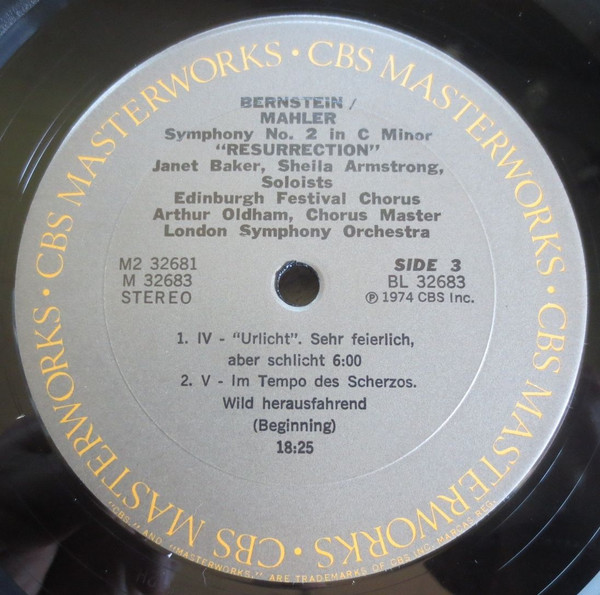 CBS MASTERWORKS · CBS MASTERWORKS · CBS MASTERWORKS · CBS MASTERWORKS ·
BERNSTEIN /
MAHLER
Symphony No. 2 in C Minor
"RESURRECTION"
Janet Baker, Sheila Armstrong,
Soloists
Edinburgh Festival Chorus
Arthur Oldham, Chorus Master
London Symphony Orchestra
M2 32681
M 32683
STEREO
SIDE 3
BL 32683
℗ 1974 CBS Inc.
1. IV - "Urlicht". Sehr feierlich,
aber schlicht 6:00
2. V - Im Tempo des Scherzos.
Wild herausfahrend
(Beginning)
18:25
"CBS," AND "MASTERWORKS," ARE TRADEMARKS OF CBS INC. MARCAS REG.